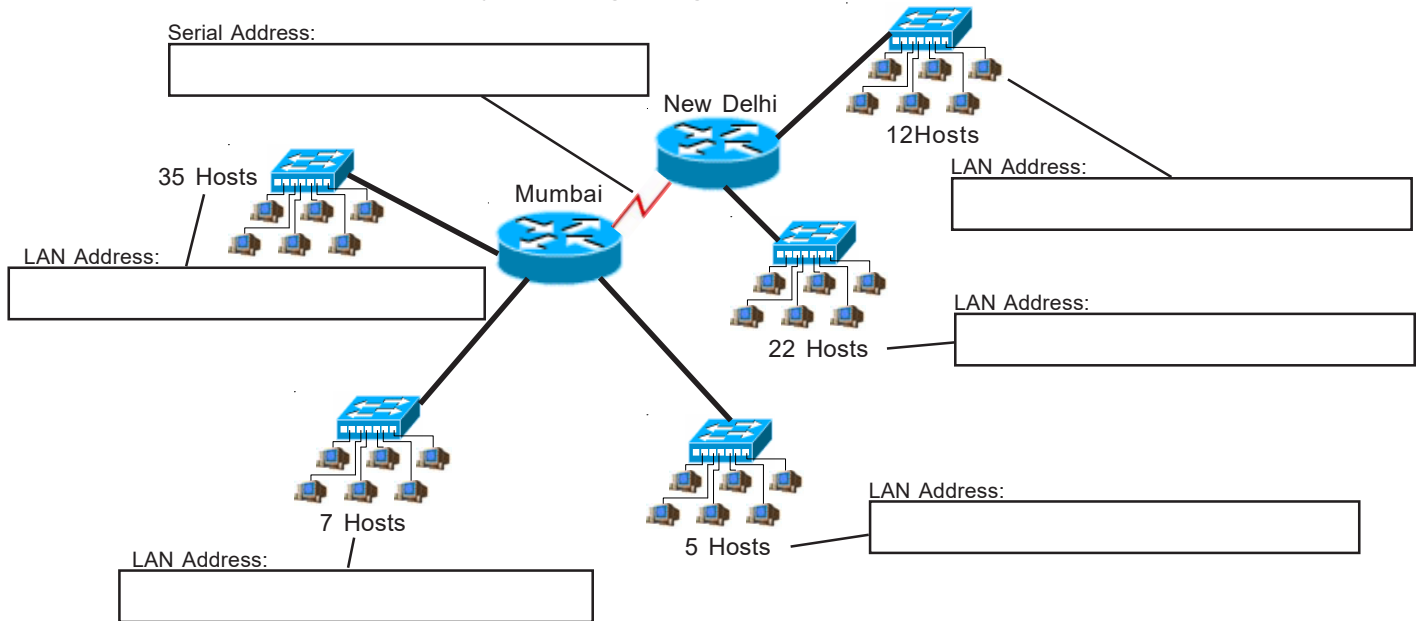 Serial Address:
New Delhi
12Hosts
LAN Address:
35 Hosts
Mumbai
LAN Address:
LAN Address:
22 Hosts
7 Hosts
LAN Address:
5 Hosts
LAN Address: